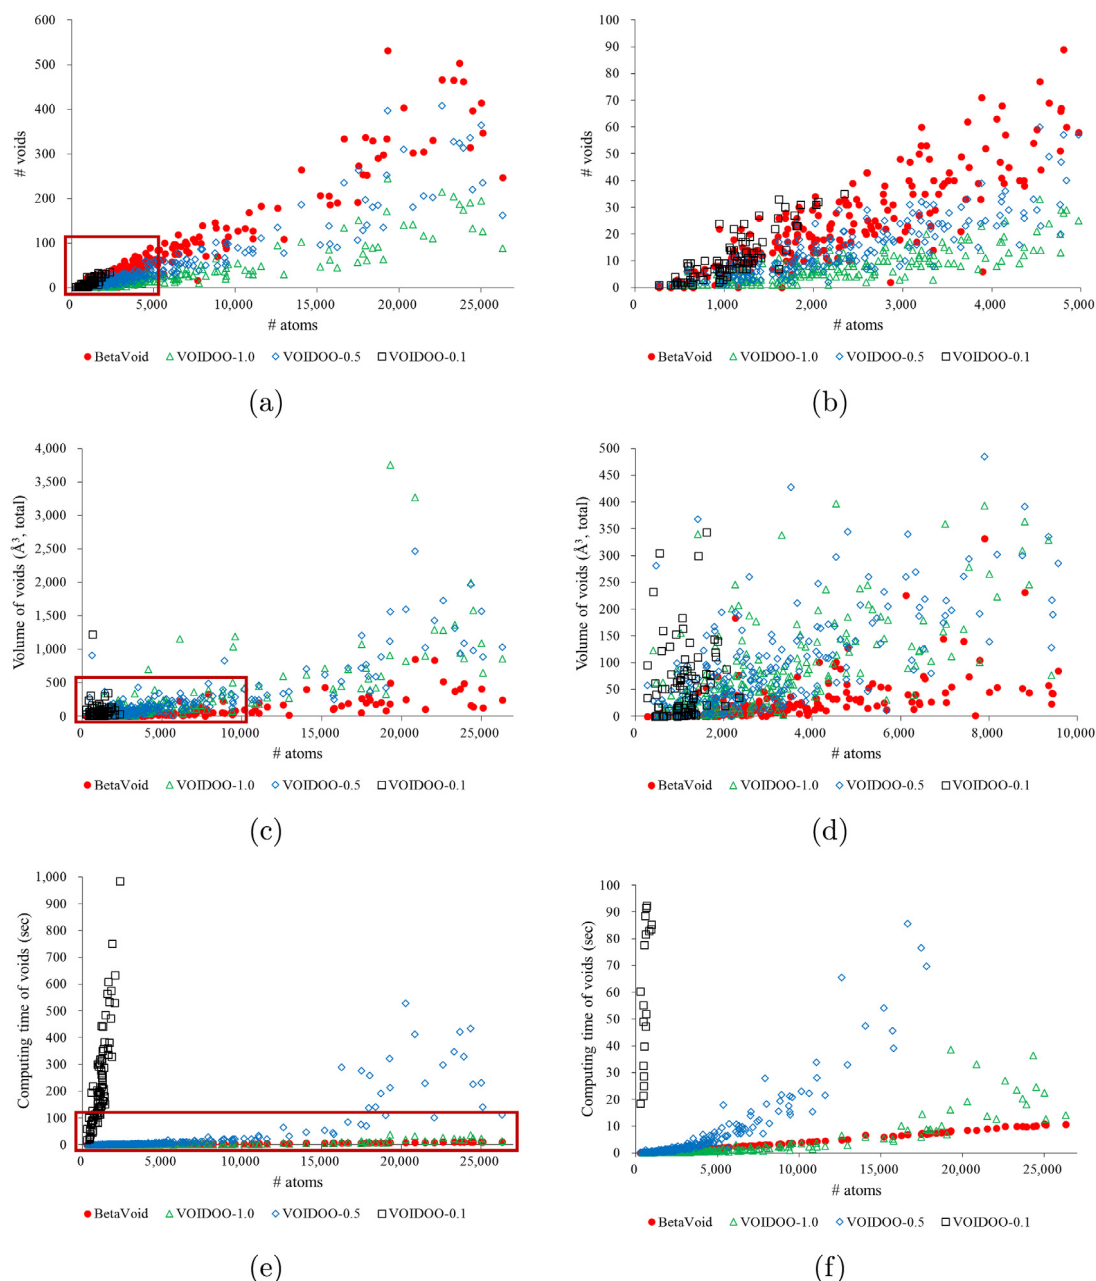 600
500
400
300
200
100
0
# voids
0 5,000 10,000 15,000 20,000 25,000
# atoms
BetaVoid VOIDOO-1.0 VOIDOO-0.5 VOIDOO-0.1
(a)
100
90
80
70
60
50
40
30
20
10
0
# voids
0 1,000 2,000 3,000 4,000 5,000
# atoms
BetaVoid VOIDOO-1.0 VOIDOO-0.5 VOIDOO-0.1
(b)
4,000
3,500
3,000
2,500
2,000
1,500
1,000
500
0
Volume of voids (Å³, total)
0 5,000 10,000 15,000 20,000 25,000
# atoms
BetaVoid VOIDOO-1.0 VOIDOO-0.5 VOIDOO-0.1
(c)
500
450
400
350
300
250
200
150
100
50
0
Volume of voids (Å³, total)
0 2,000 4,000 6,000 8,000 10,000
# atoms
BetaVoid VOIDOO-1.0 VOIDOO-0.5 VOIDOO-0.1
(d)
1,000
900
800
700
600
500
400
300
200
100
0
Computing time of voids (sec)
0 5,000 10,000 15,000 20,000 25,000
# atoms
BetaVoid VOIDOO-1.0 VOIDOO-0.5 VOIDOO-0.1
(e)
100
90
80
70
60
50
40
30
20
10
0
Computing time of voids (sec)
0 5,000 10,000 15,000 20,000 25,000
# atoms
BetaVoid VOIDOO-1.0 VOIDOO-0.5 VOIDOO-0.1
(f)